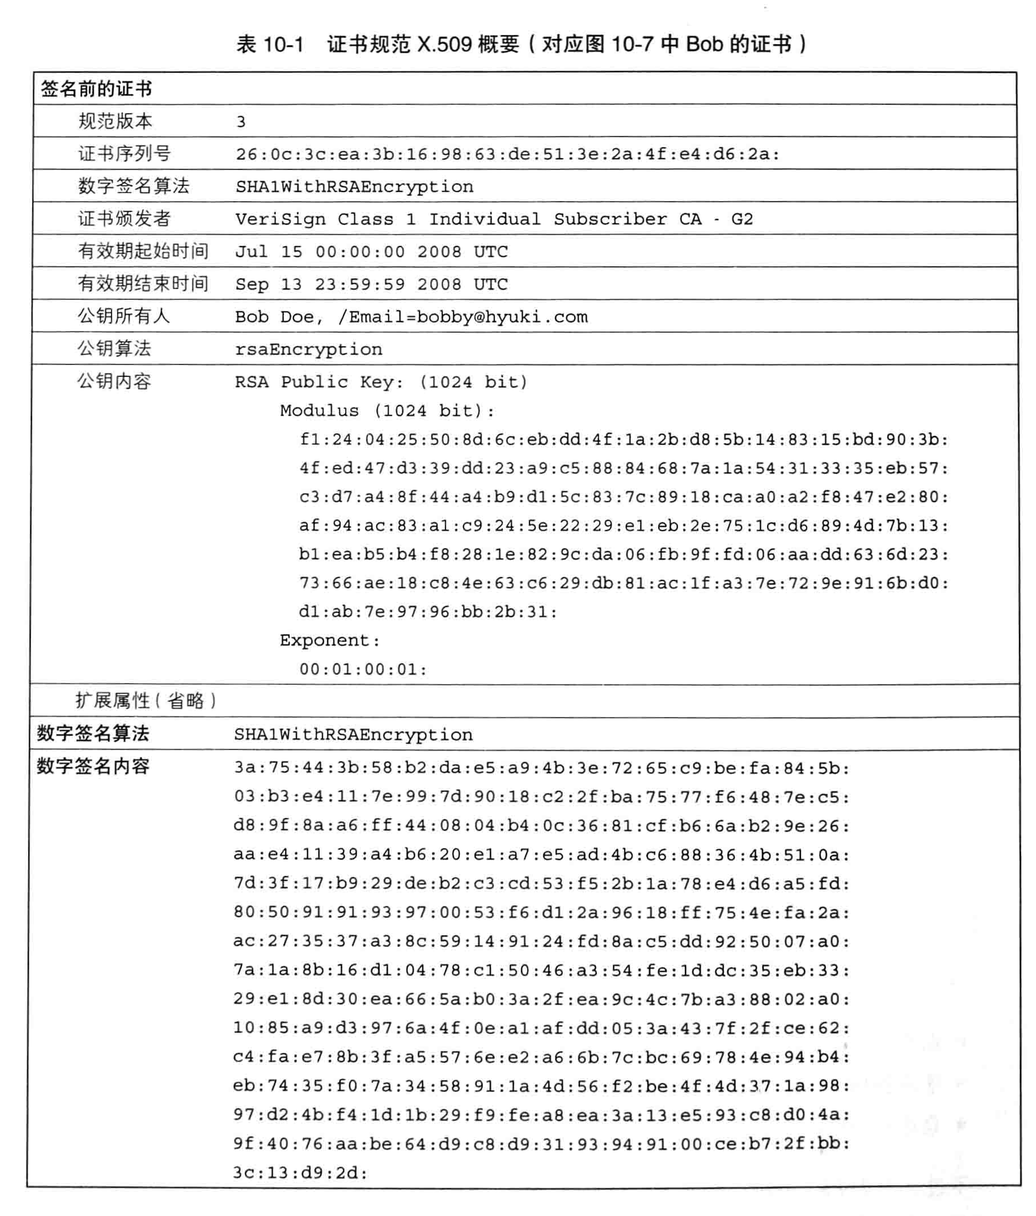 表 10-1 证书规范 X.509 概要（对应图 10-7 中 Bob 的证书）
签名前的证书
规范版本 3
证书序列号 26:0c:3c:ea:3b:16:98:63:de:51:3e:2a:4f:e4:d6:2a:
数字签名算法 SHA1WithRSAEncryption
证书颁发者 VeriSign Class 1 Individual Subscriber CA - G2
有效期起始时间 Jul 15 00:00:00 2008 UTC
有效期结束时间 Sep 13 23:59:59 2008 UTC
公钥所有人 Bob Doe, /Email=bobby@hyuki.com
公钥算法 rsaEncryption
公钥内容 RSA Public Key: (1024 bit)
Modulus (1024 bit):
f1:24:04:25:50:8d:6c:eb:dd:4f:1a:2b:d8:5b:14:83:15:bd:90:3b:
4f:ed:47:d3:39:dd:23:a9:c5:88:84:68:7a:1a:54:31:33:35:eb:57:
c3:d7:a4:8f:44:a4:b9:d1:5c:83:7c:89:18:ca:a0:a2:f8:47:e2:80:
af:94:ac:83:a1:c9:24:5e:22:29:e1:eb:2e:75:1c:d6:89:4d:7b:13:
b1:ea:b5:b4:f8:28:1e:82:9c:da:06:fb:9f:fd:06:aa:dd:63:6d:23:
73:66:ae:18:c8:4e:63:c6:29:db:81:ac:1f:a3:7e:72:9e:91:6b:d0:
d1:ab:7e:97:96:bb:2b:31:
Exponent:
00:01:00:01:
扩展属性（省略）
数字签名算法 SHA1WithRSAEncryption
数字签名内容 3a:75:44:3b:58:b2:da:e5:a9:4b:3e:72:65:c9:be:fa:84:5b:
03:b3:e4:11:7e:99:7d:90:18:c2:2f:ba:75:77:f6:48:7e:c5:
d8:9f:8a:a6:ff:44:08:04:b4:0c:36:81:cf:b6:6a:b2:9e:26:
aa:e4:11:39:a4:b6:20:e1:a7:e5:ad:4b:c6:88:36:4b:51:0a:
7d:3f:17:b9:29:de:b2:c3:cd:53:f5:2b:1a:78:e4:d6:a5:fd:
80:50:91:91:93:97:00:53:f6:d1:2a:96:18:ff:75:4e:fa:2a:
ac:27:35:37:a3:8c:59:14:91:24:fd:8a:c5:dd:92:50:07:a0:
7a:1a:8b:16:d1:04:78:c1:50:46:a3:54:fe:1d:dc:35:eb:33:
29:e1:8d:30:ea:66:5a:b0:3a:2f:ea:9c:4c:7b:a3:88:02:a0:
10:85:a9:d3:97:6a:4f:0e:a1:af:dd:05:3a:43:7f:2f:ce:62:
c4:fa:e7:8b:3f:a5:57:6e:e2:a6:6b:7c:bc:69:78:4e:94:b4:
eb:74:35:f0:7a:34:58:91:1a:4d:56:f2:be:4f:4d:37:1a:98:
97:d2:4b:f4:1d:1b:29:f9:fe:a8:ea:3a:13:e5:93:c8:d0:4a:
9f:40:76:aa:be:64:d9:c8:d9:31:93:94:91:00:ce:b7:2f:bb:
3c:13:d9:2d: